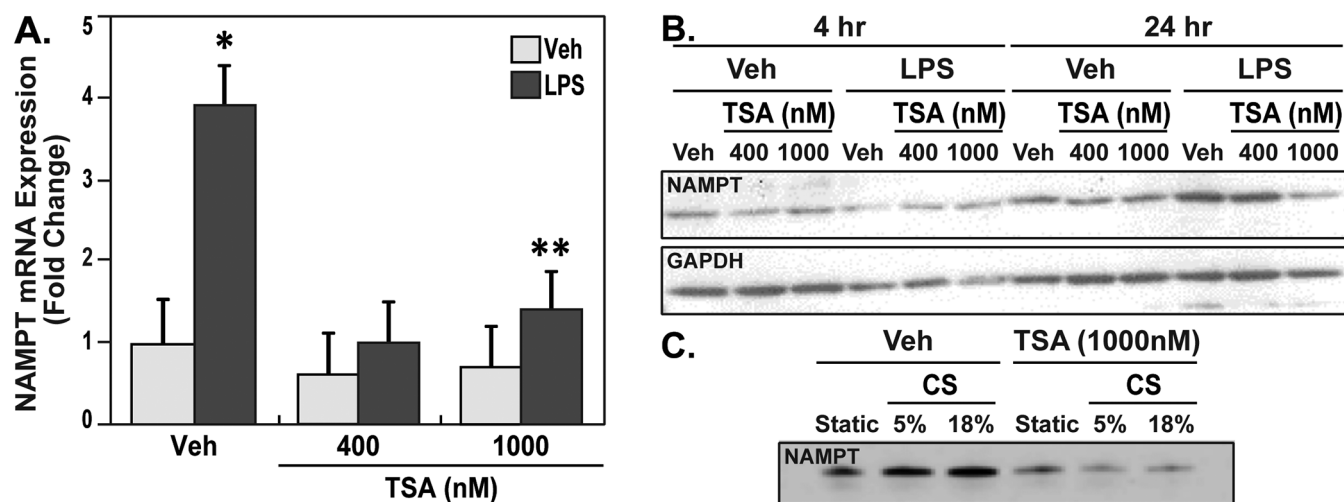 A.
NAMPT mRNA Expression
(Fold Change)
5
4
3
2
1
0
*
**
Veh
LPS
Veh 400 1000
TSA (nM)
B.
4 hr 24 hr
Veh LPS Veh LPS
TSA (nM) TSA (nM) TSA (nM) TSA (nM)
Veh 400 1000 Veh 400 1000 Veh 400 1000 Veh 400 1000
NAMPT
GAPDH
C.
Veh TSA (1000nM)
CS CS
Static 5% 18% Static 5% 18%
NAMPT